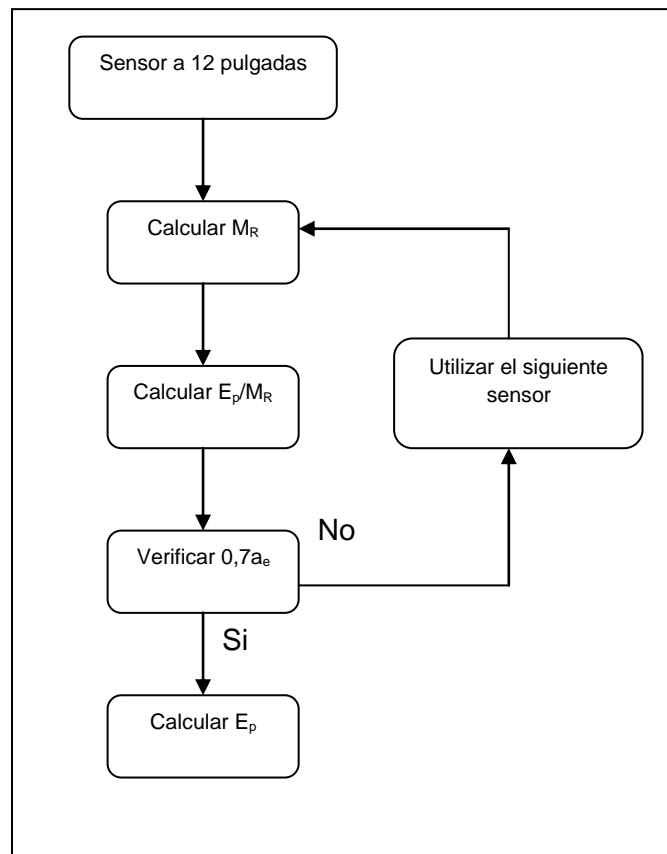 Sensor a 12 pulgadas
Calcular M_R
Calcular E_p/M_R
Utilizar el siguiente
sensor
Verificar 0,7a_e
No
Si
Calcular E_p